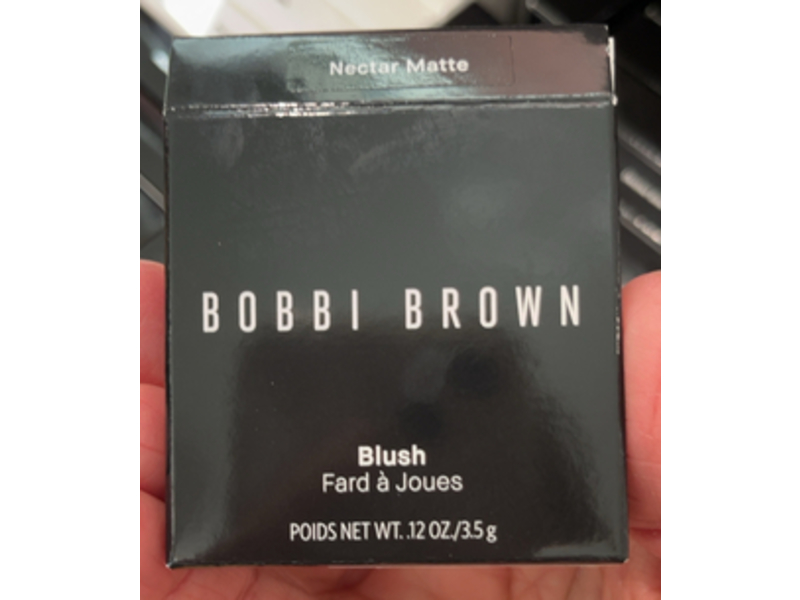 Nectar Matte
BOBBI BROWN
Blush
Fard à Joues
POIDS NET WT. .12 OZ./3.5 g